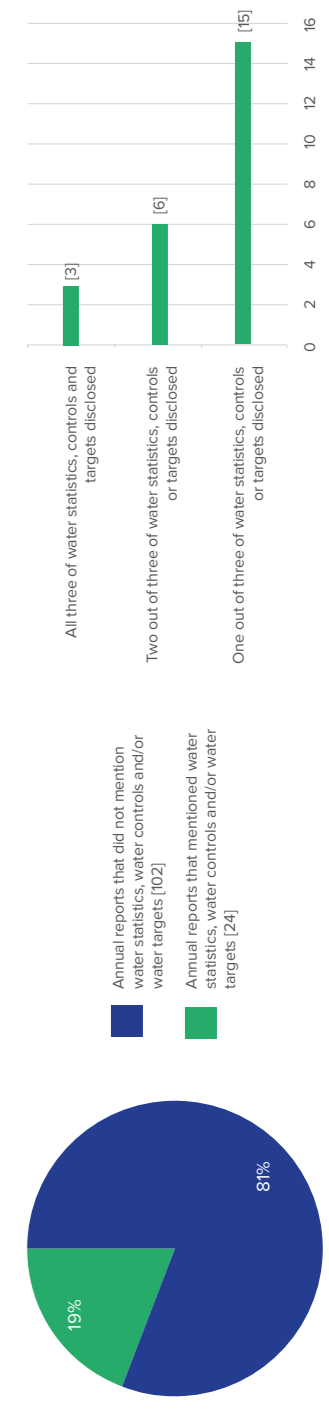 19%
81%
Annual reports that did not mention
water statistics, water controls and/or
water targets [102]
Annual reports that mentioned water
statistics, water controls and/or water
targets [24]
All three of water statistics, controls and
targets disclosed
[3]
Two out of three of water statistics, controls
or targets disclosed
[6]
One out of three of water statistics, controls
or targets disclosed
[15]
0
2
4
6
8
10
12
14
16